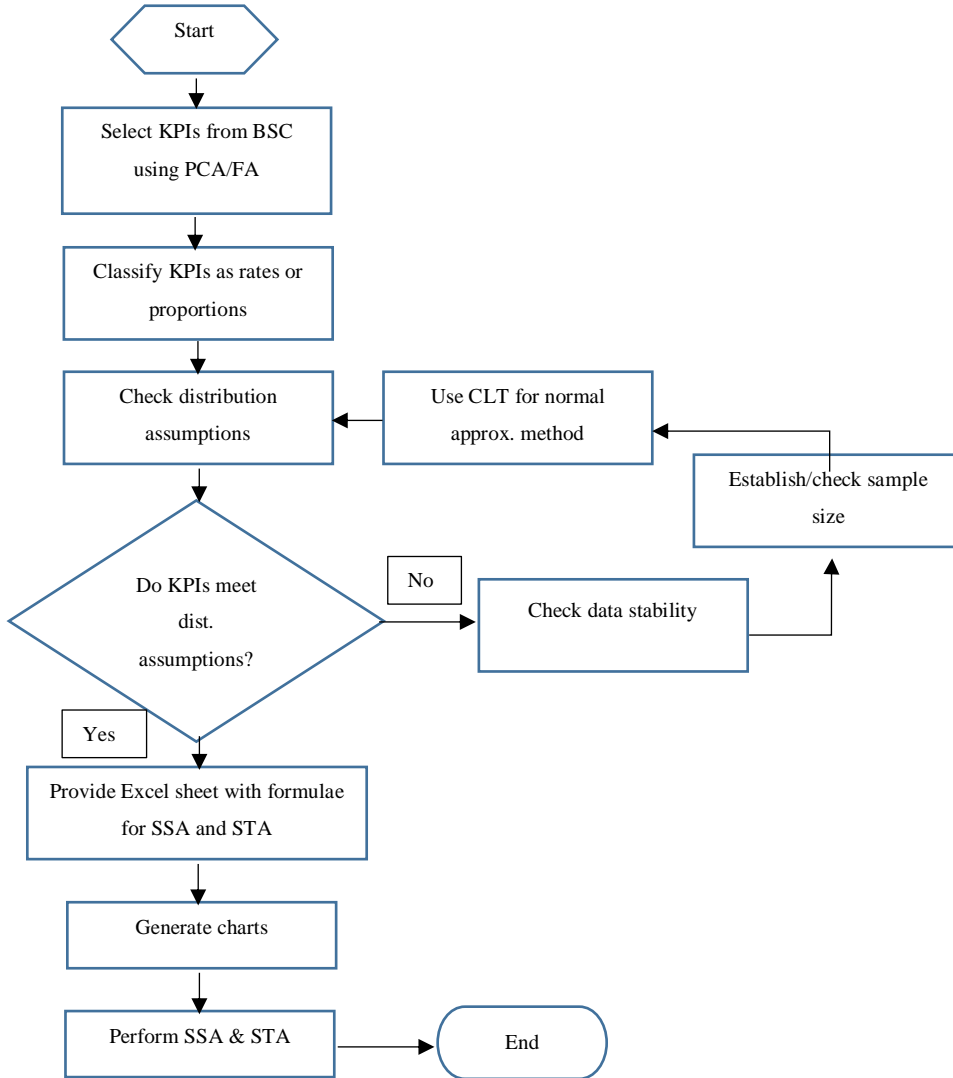 Start
Select KPIs from BSC
using PCA/FA
Classify KPIs as rates or
proportions
Check distribution
assumptions
Use CLT for normal
approx. method
Establish/check sample
size
Do KPIs meet
dist.
assumptions?
No
Check data stability
Yes
Provide Excel sheet with formulae
for SSA and STA
Generate charts
Perform SSA & STA
End